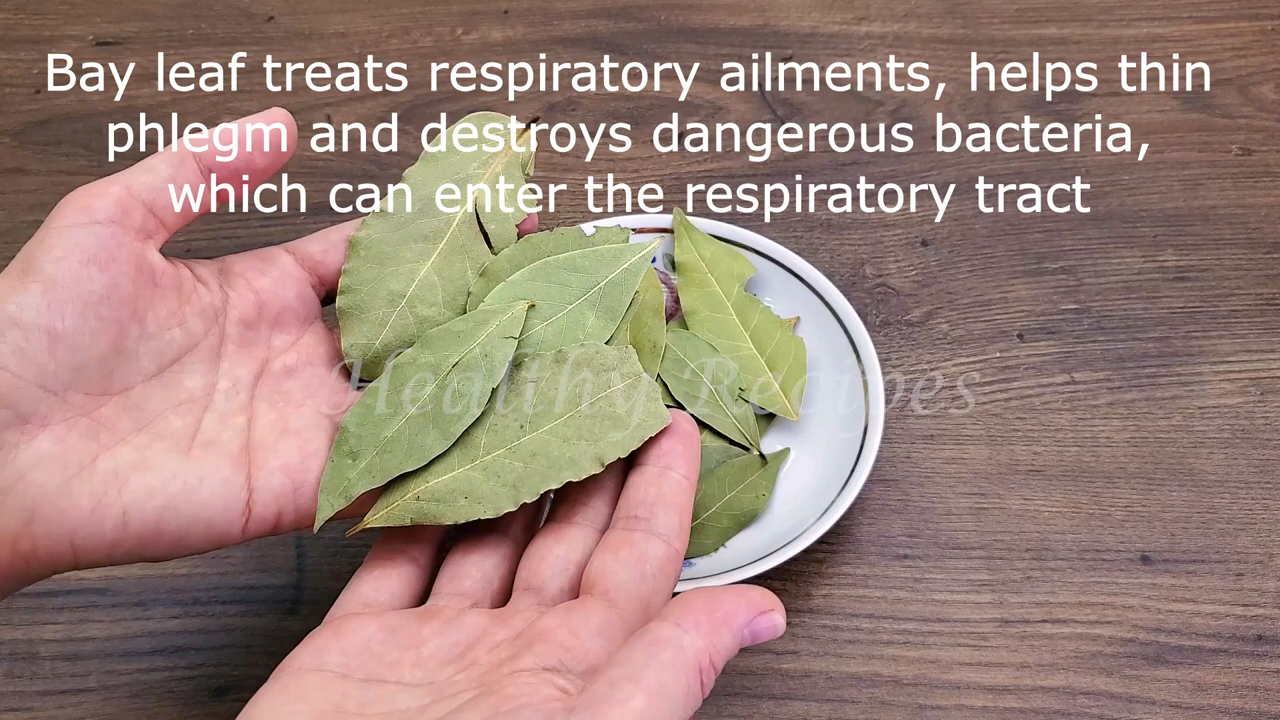 Bay leaf treats respiratory ailments, helps thin
phlegm and destroys dangerous bacteria,
which can enter the respiratory tract
Healthy Recipes